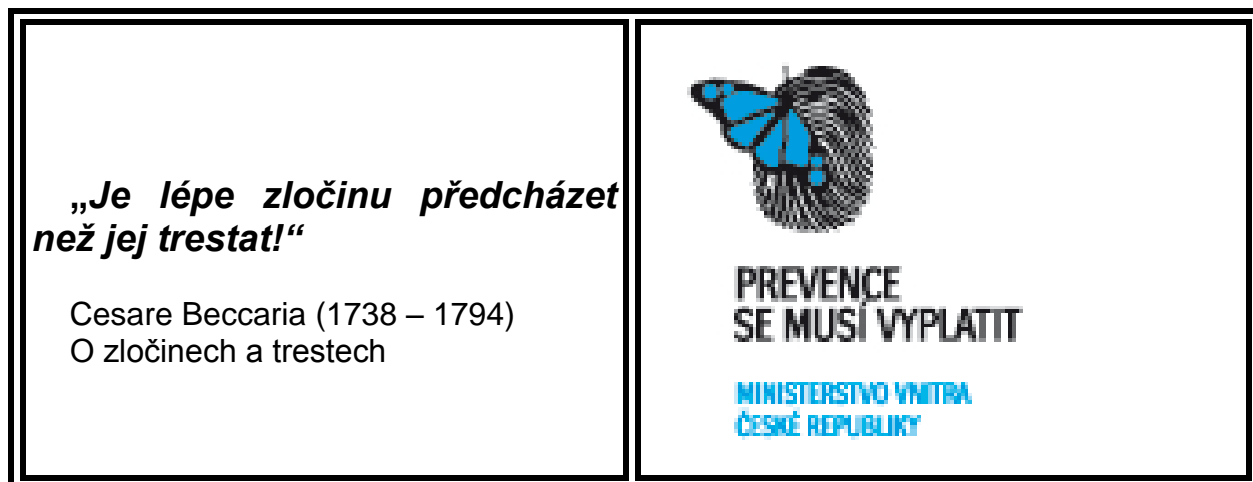 „Je lépe zločinu předcházet
než jej trestat!“
Cesare Beccaria (1738 – 1794)
O zločinech a trestech
PREVENCE
SE MUSÍ VYPLATIT
MINISTERSTVO VNITRA
ČESKÉ REPUBLIKY